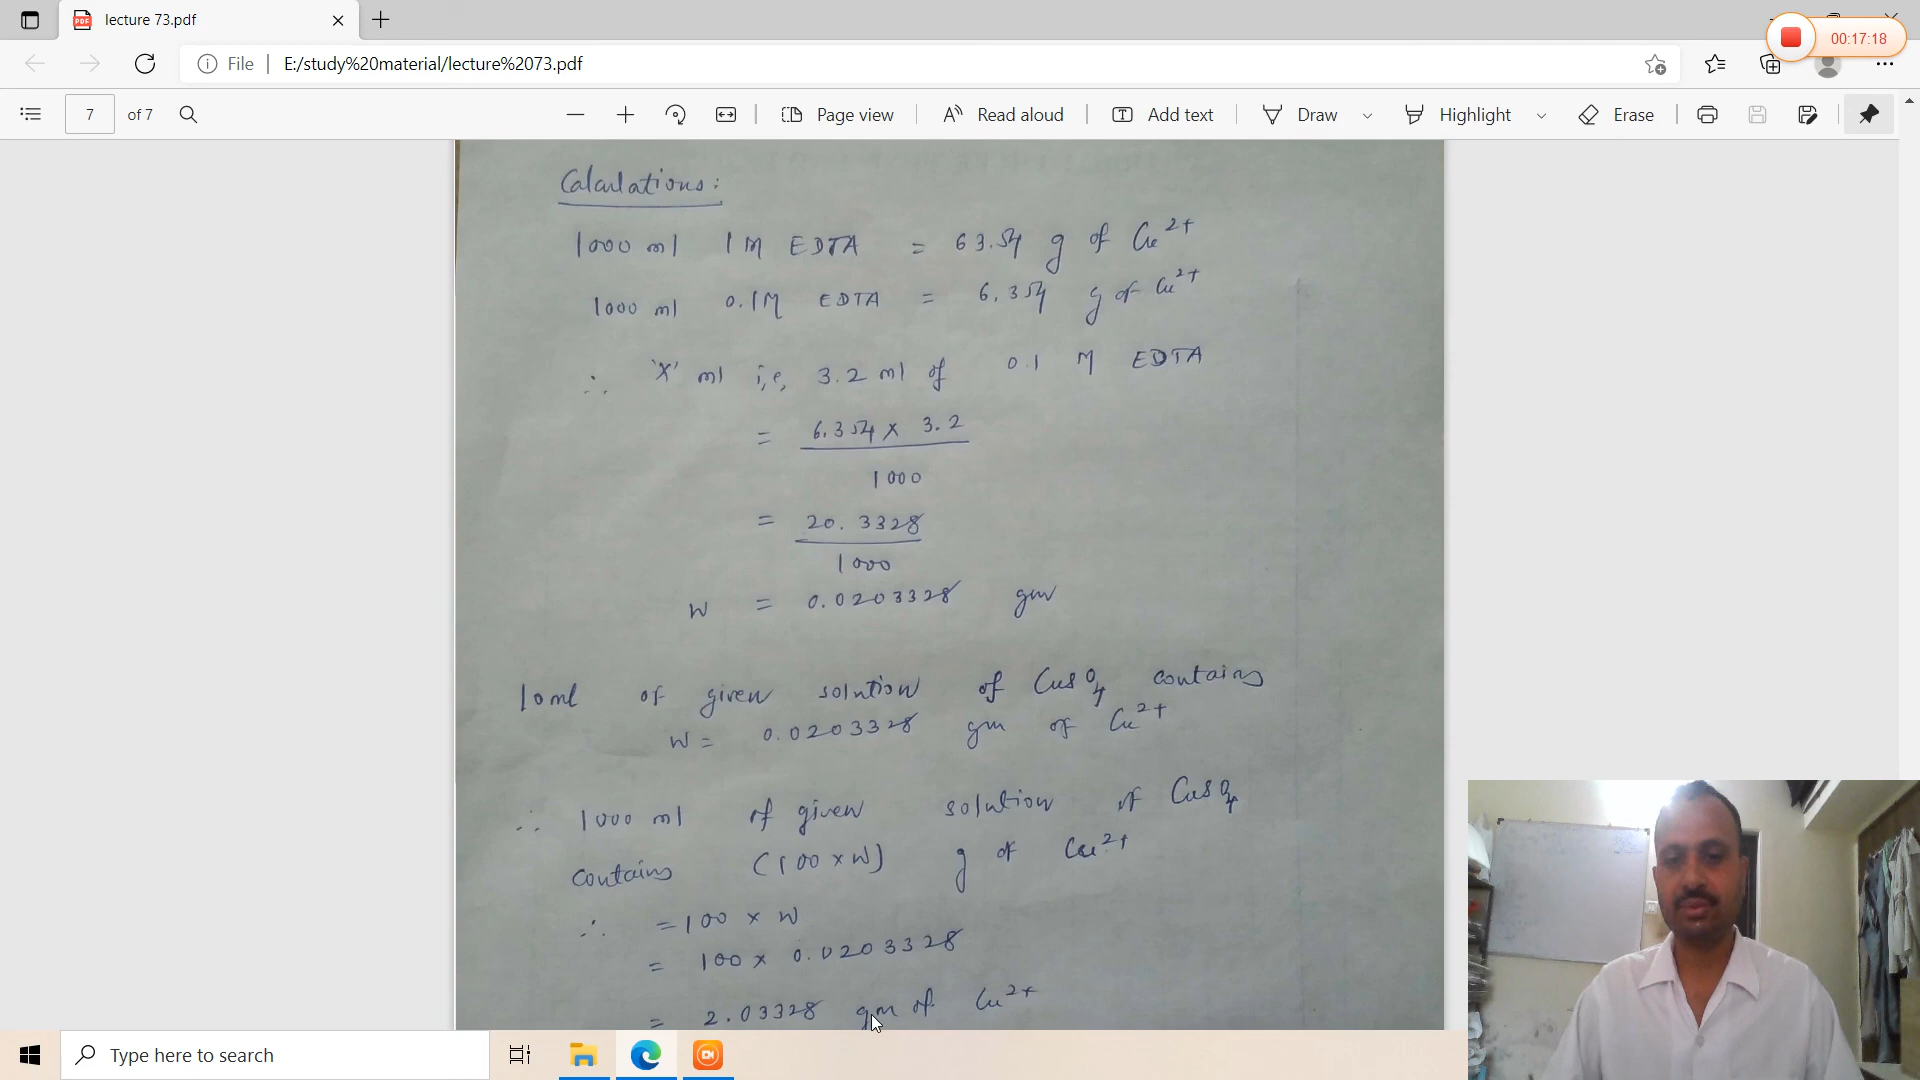 lecture 73.pdf
00:17:18
File
E:/study%20material/lecture%2073.pdf
7 of 7
Page view
Read aloud
Add text
Draw
Highlight
Erase
Calculations:
1000 ml 1 M EDTA = 63.54 g of Cu2+
1000 ml 0.1M EDTA = 6.354 g of Cu2+
∴ 'X' ml i,e, 3.2 ml of 0.1 M EDTA
= 6.354 x 3.2
1000
= 20.3328
1000
W = 0.0203328 gm
10ml of given solution of CuSO4 contains
W = 0.0203328 gm of Cu2+
∴ 1000 ml of given solution of CuSO4
contains (100 x W) g of Cu2+
∴ = 100 x W
= 100 x 0.0203328
= 2.03328 gm of Cu2+
Type here to search